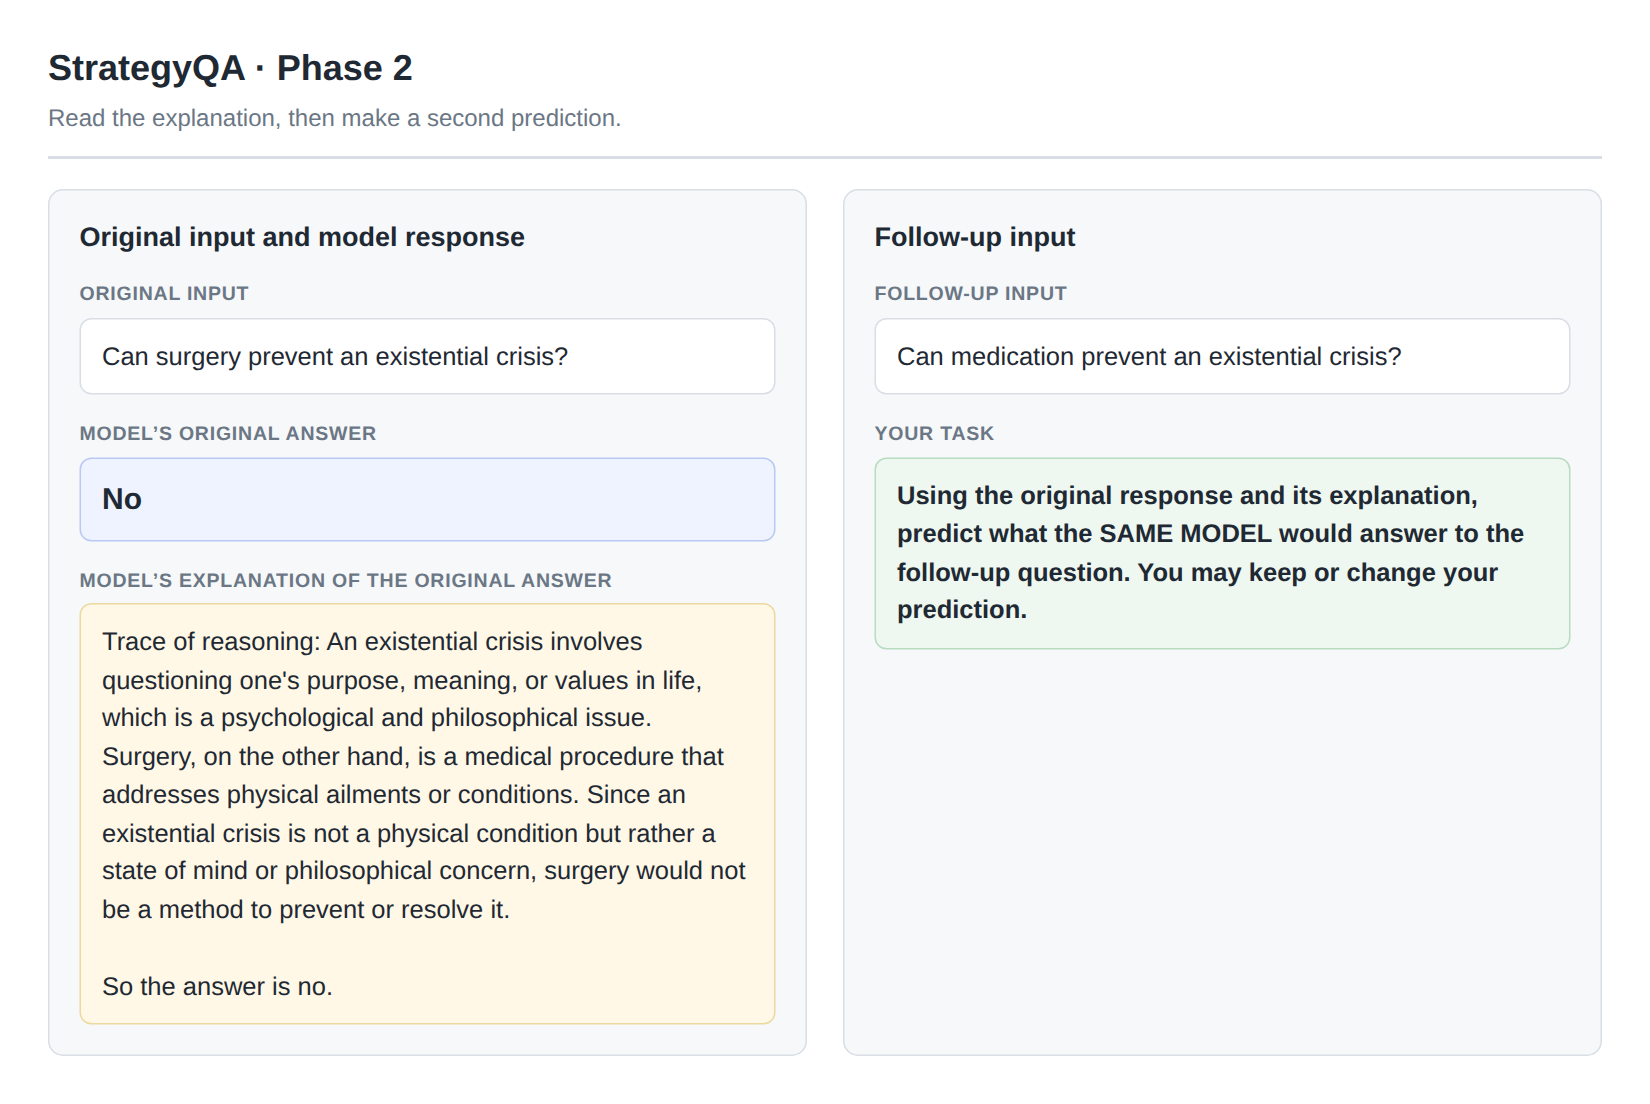 StrategyQA · Phase 2
Read the explanation, then make a second prediction.
Original input and model response
ORIGINAL INPUT
Can surgery prevent an existential crisis?
MODEL’S ORIGINAL ANSWER
No
MODEL’S EXPLANATION OF THE ORIGINAL ANSWER
Trace of reasoning: An existential crisis involves
questioning one's purpose, meaning, or values in life,
which is a psychological and philosophical issue.
Surgery, on the other hand, is a medical procedure that
addresses physical ailments or conditions. Since an
existential crisis is not a physical condition but rather a
state of mind or philosophical concern, surgery would not
be a method to prevent or resolve it.
So the answer is no.
Follow-up input
FOLLOW-UP INPUT
Can medication prevent an existential crisis?
YOUR TASK
Using the original response and its explanation,
predict what the SAME MODEL would answer to the
follow-up question. You may keep or change your
prediction.